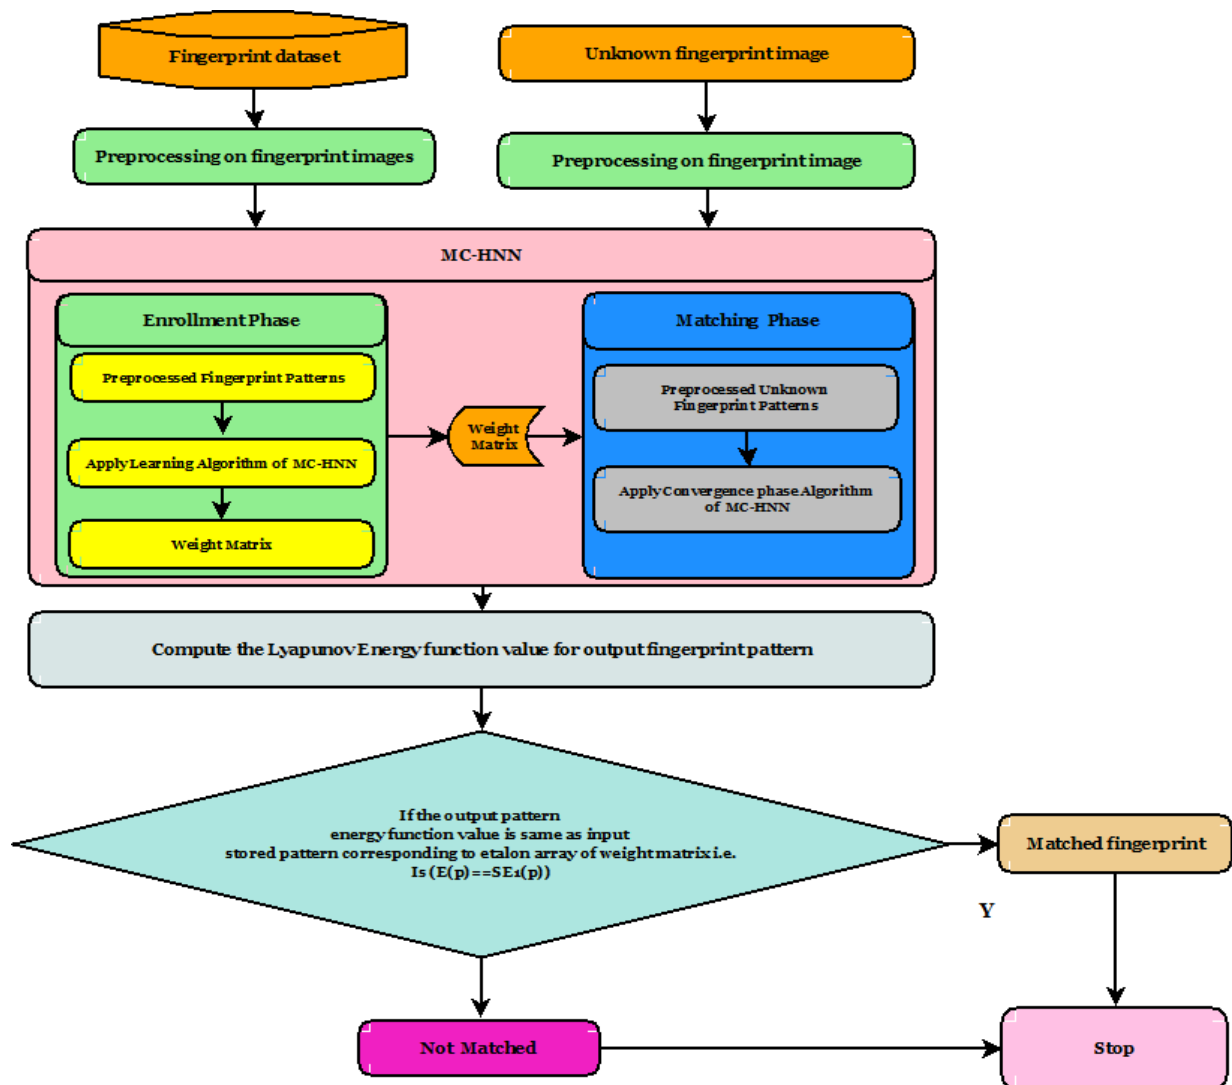 Fingerprint dataset
Unknown fingerprint image
Preprocessing on fingerprint images
Preprocessing on fingerprint image
MC-HNN
Enrollment Phase
Preprocessed Fingerprint Patterns
Apply Learning Algorithm of MC-HNN
Weight Matrix
Weight
Matrix
Matching Phase
Preprocessed Unknown
Fingerprint Patterns
Apply Convergence phase Algorithm
of MC-HNN
Compute the Lyapunov Energy function value for output fingerprint pattern
If the output pattern
energy function value is same as input
stored pattern corresponding to etalon array of weight matrix i.e.
Is (E(p)==SE1(p))
Matched fingerprint
Y
Not Matched
Stop